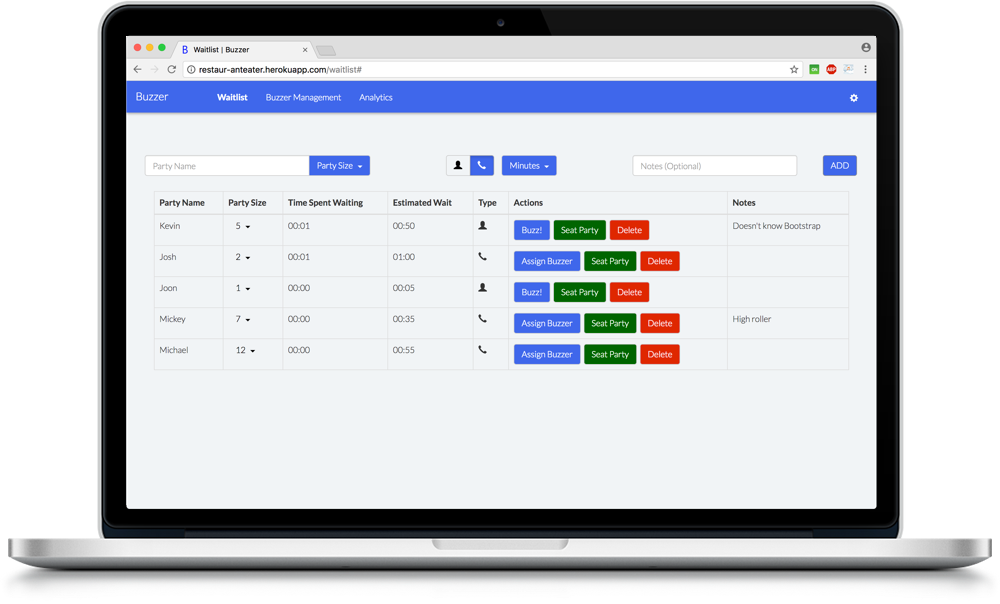 B Waitlist | Buzzer
restaur-anteater.herokuapp.com/waitlist#
ON ABP
Buzzer Waitlist Buzzer Management Analytics
Party Name Party Size Minutes Notes (Optional) ADD
Party Name Party Size Time Spent Waiting Estimated Wait Type Actions Notes
Kevin 5 00:01 00:50 Buzz! Seat Party Delete Doesn't know Bootstrap
Josh 2 00:01 01:00 Assign Buzzer Seat Party Delete
Joon 1 00:00 00:05 Buzz! Seat Party Delete
Mickey 7 00:00 00:35 Assign Buzzer Seat Party Delete High roller
Michael 12 00:00 00:55 Assign Buzzer Seat Party Delete